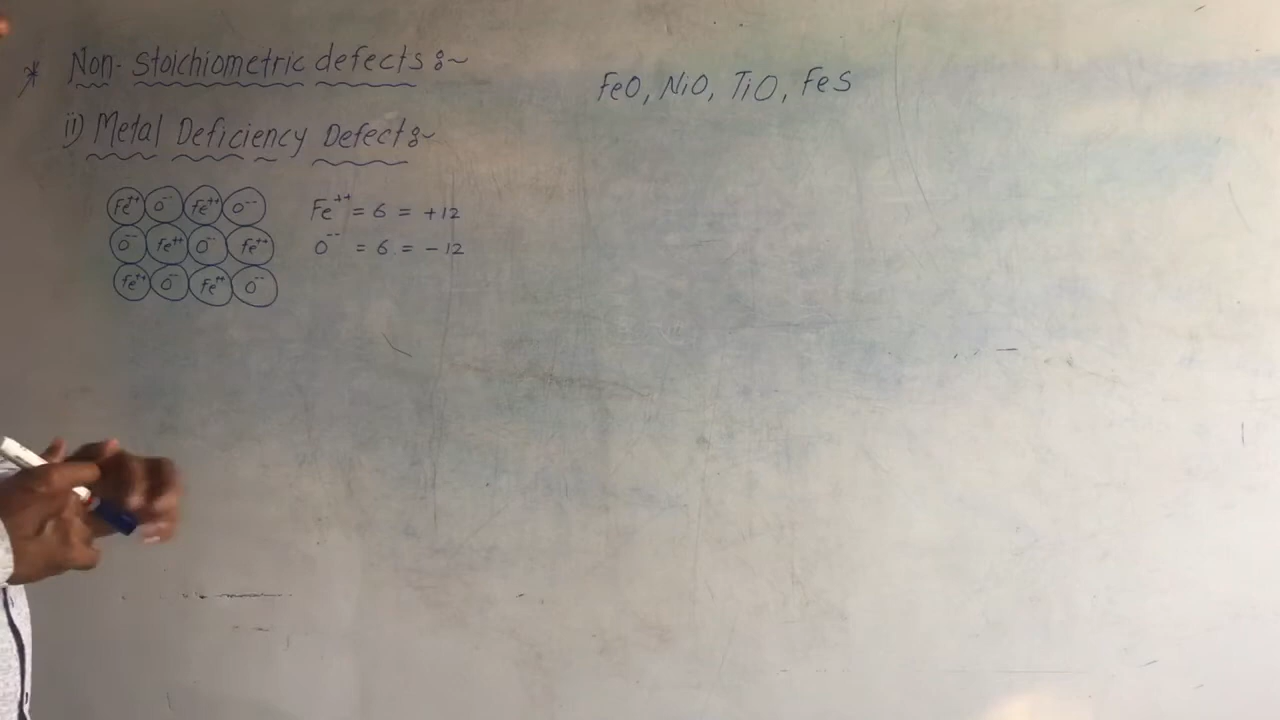 * Non-Stoichiometric defects:~
FeO, NiO, TiO, FeS
ii) Metal Deficiency Defect:~
Fe++ O-- Fe++ O--
O-- Fe++ O-- Fe++
Fe++ O-- Fe++ O--
Fe++ = 6 = +12
O-- = 6 = -12